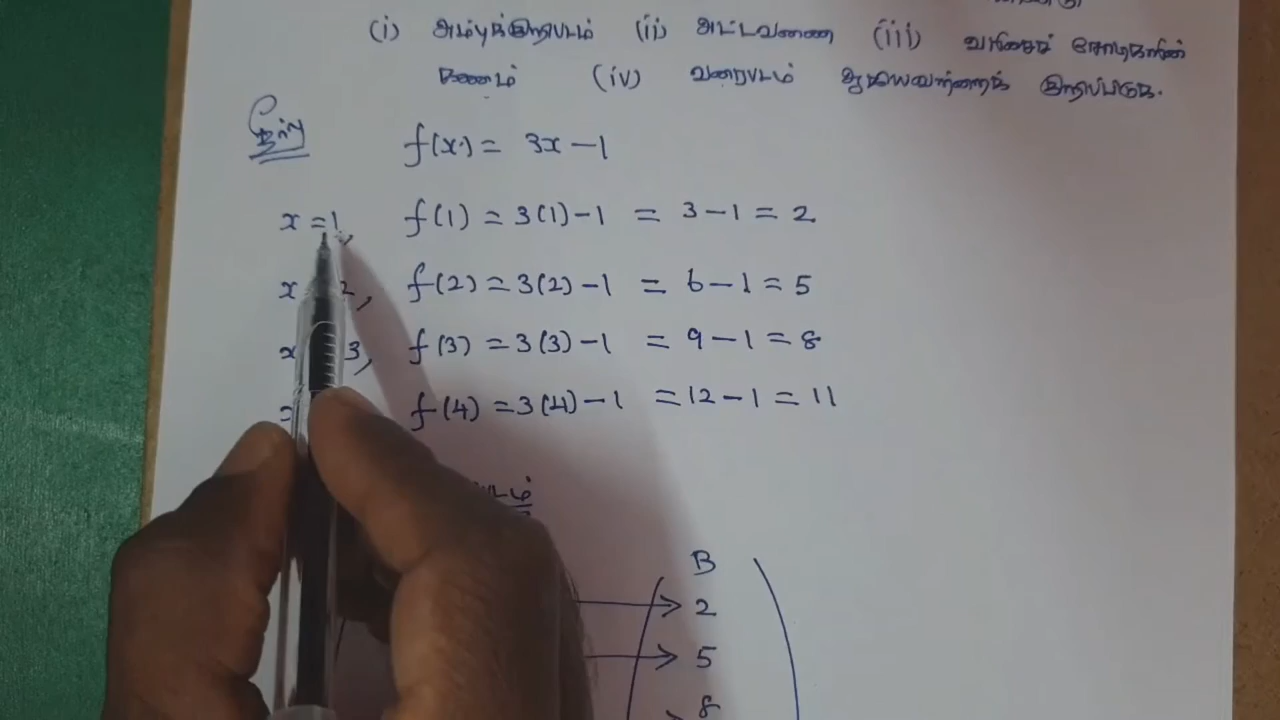 (i) அம்புக்குறிபடம் (ii) அட்டவணை (iii) வரிசைச் சோடிகளின்
கணம் (iv) வரைபடம் ஆகியவற்றைக் குறிப்பிடுக.
தீர்வு
f(x) = 3x - 1
x = 1, f(1) = 3(1) - 1 = 3 - 1 = 2
x 2, f(2) = 3(2) - 1 = 6 - 1 = 5
x 3, f(3) = 3(3) - 1 = 9 - 1 = 8
f(4) = 3(4) - 1 = 12 - 1 = 11
B
2
5
8